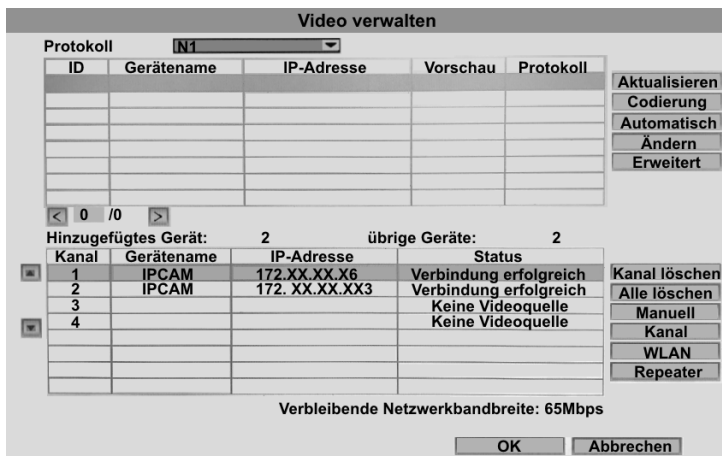 Video verwalten
Protokoll N1
ID Gerätename IP-Adresse Vorschau Protokoll
Aktualisieren
Codierung
Automatisch
Ändern
Erweitert
< 0 /0 >
Hinzugefügtes Gerät: 2 übrige Geräte: 2
Kanal Gerätename IP-Adresse Status
1 IPCAM 172.XX.XX.X6 Verbindung erfolgreich
2 IPCAM 172. XX.XX.XX3 Verbindung erfolgreich
3 Keine Videoquelle
4 Keine Videoquelle
Kanal löschen
Alle löschen
Manuell
Kanal
WLAN
Repeater
Verbleibende Netzwerkbandbreite: 65Mbps
OK Abbrechen